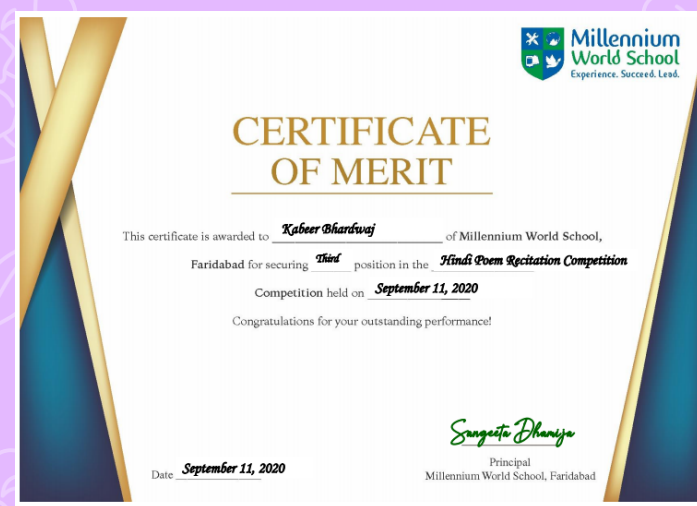 Millennium
World School
Experience. Succeed. Lead.
CERTIFICATE
OF MERIT
This certificate is awarded to Kabeer Bhardwaj of Millennium World School,
Faridabad for securing Third position in the Hindi Poem Recitation Competition
Competition held on September 11, 2020
Congratulations for your outstanding performance!
Sangeeta Dhamija
Principal
Millennium World School, Faridabad
Date September 11, 2020